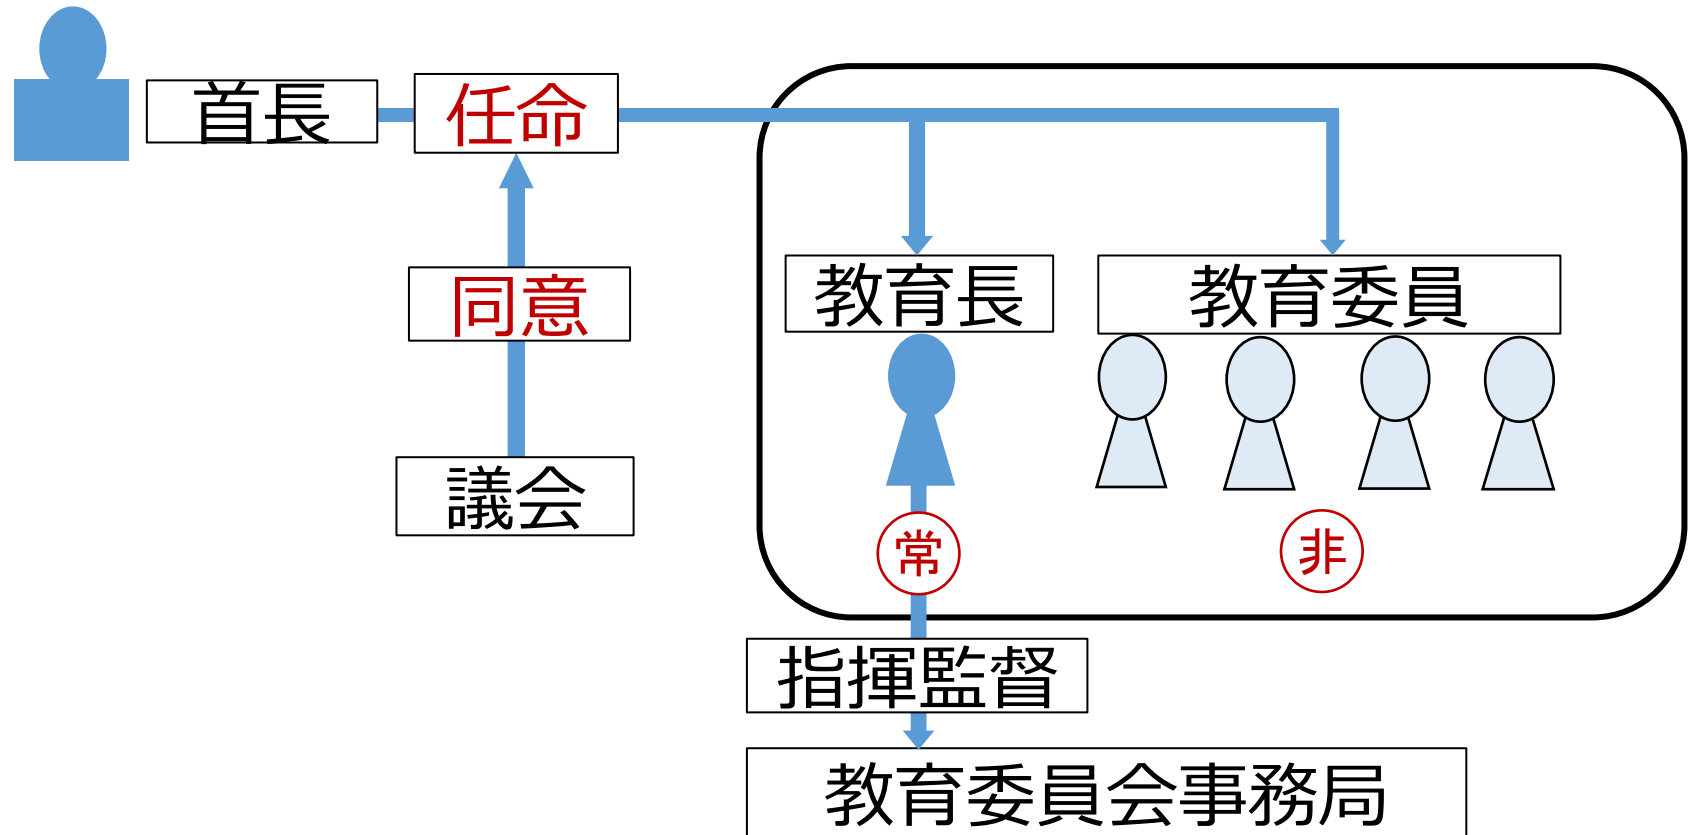 首長
任命
同意
議会
教育長
教育委員
常
非
指揮監督
教育委員会事務局